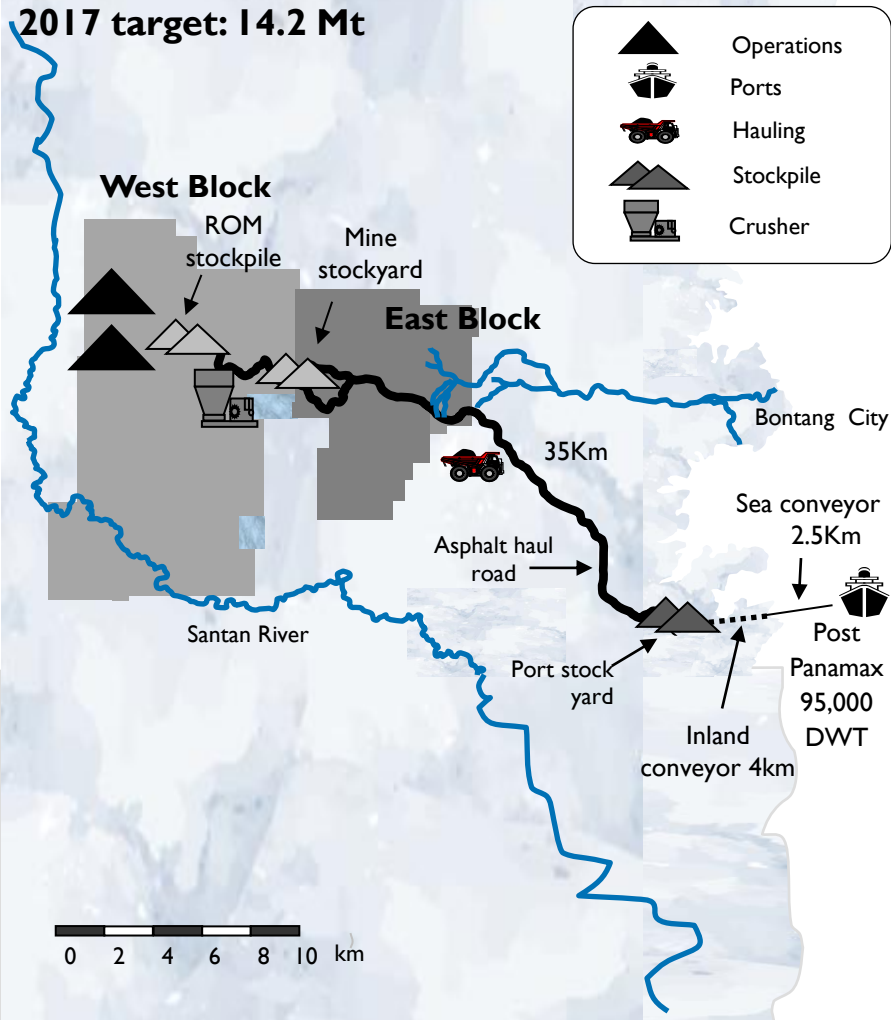 2017 target: 14.2 Mt
Operations
Ports
Hauling
Stockpile
Crusher
West Block
ROM
stockpile
Mine
stockyard
East Block
Bontang City
35Km
Sea conveyor
2.5Km
Asphalt haul
road
Santan River
Port stock
yard
Post
Panamax
95,000
DWT
Inland
conveyor 4km
0 2 4 6 8 10 km